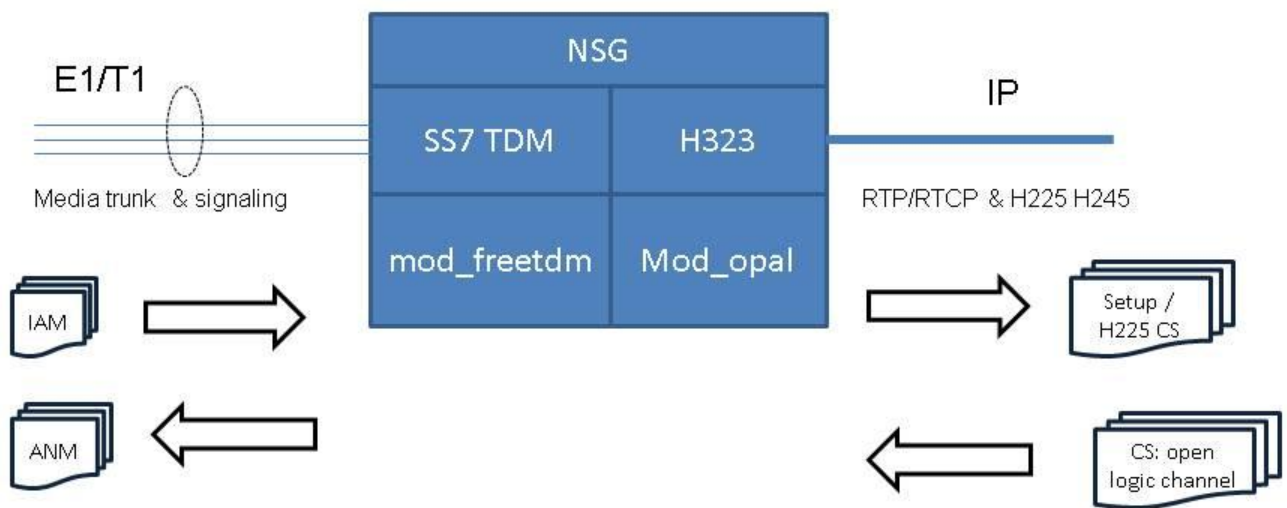 NSG
E1/T1
IP
SS7 TDM
H323
Media trunk & signaling
RTP/RTCP & H225 H245
mod_freetdm
Mod_opal
IAM
Setup /
H225 CS
ANM
CS: open
logic channel